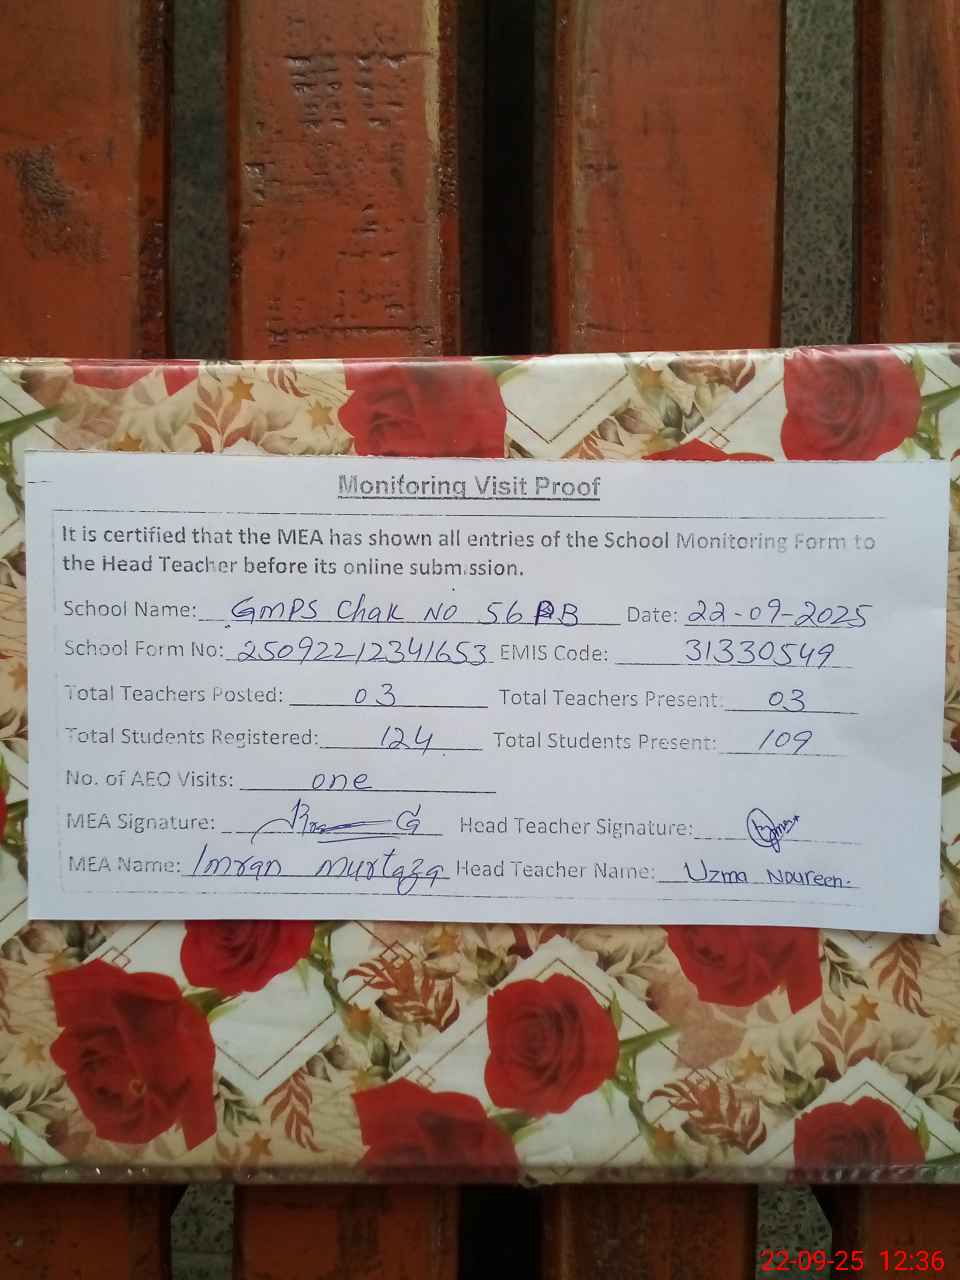 Monitoring Visit Proof
It is certified that the MEA has shown all entries of the School Monitoring Form to
the Head Teacher before its online submission.
School Name: GMPS Chak No 56 PB Date: 22-09-2025
School Form No: 25092212341653 EMIS Code: 31330549
Total Teachers Posted: 03 Total Teachers Present: 03
Total Students Registered: 124 Total Students Present: 109
No. of AEO Visits: one
MEA Signature: Head Teacher Signature:
MEA Name: Imran Murtaza Head Teacher Name: Uzma Noureen.
22-09-25 12:36